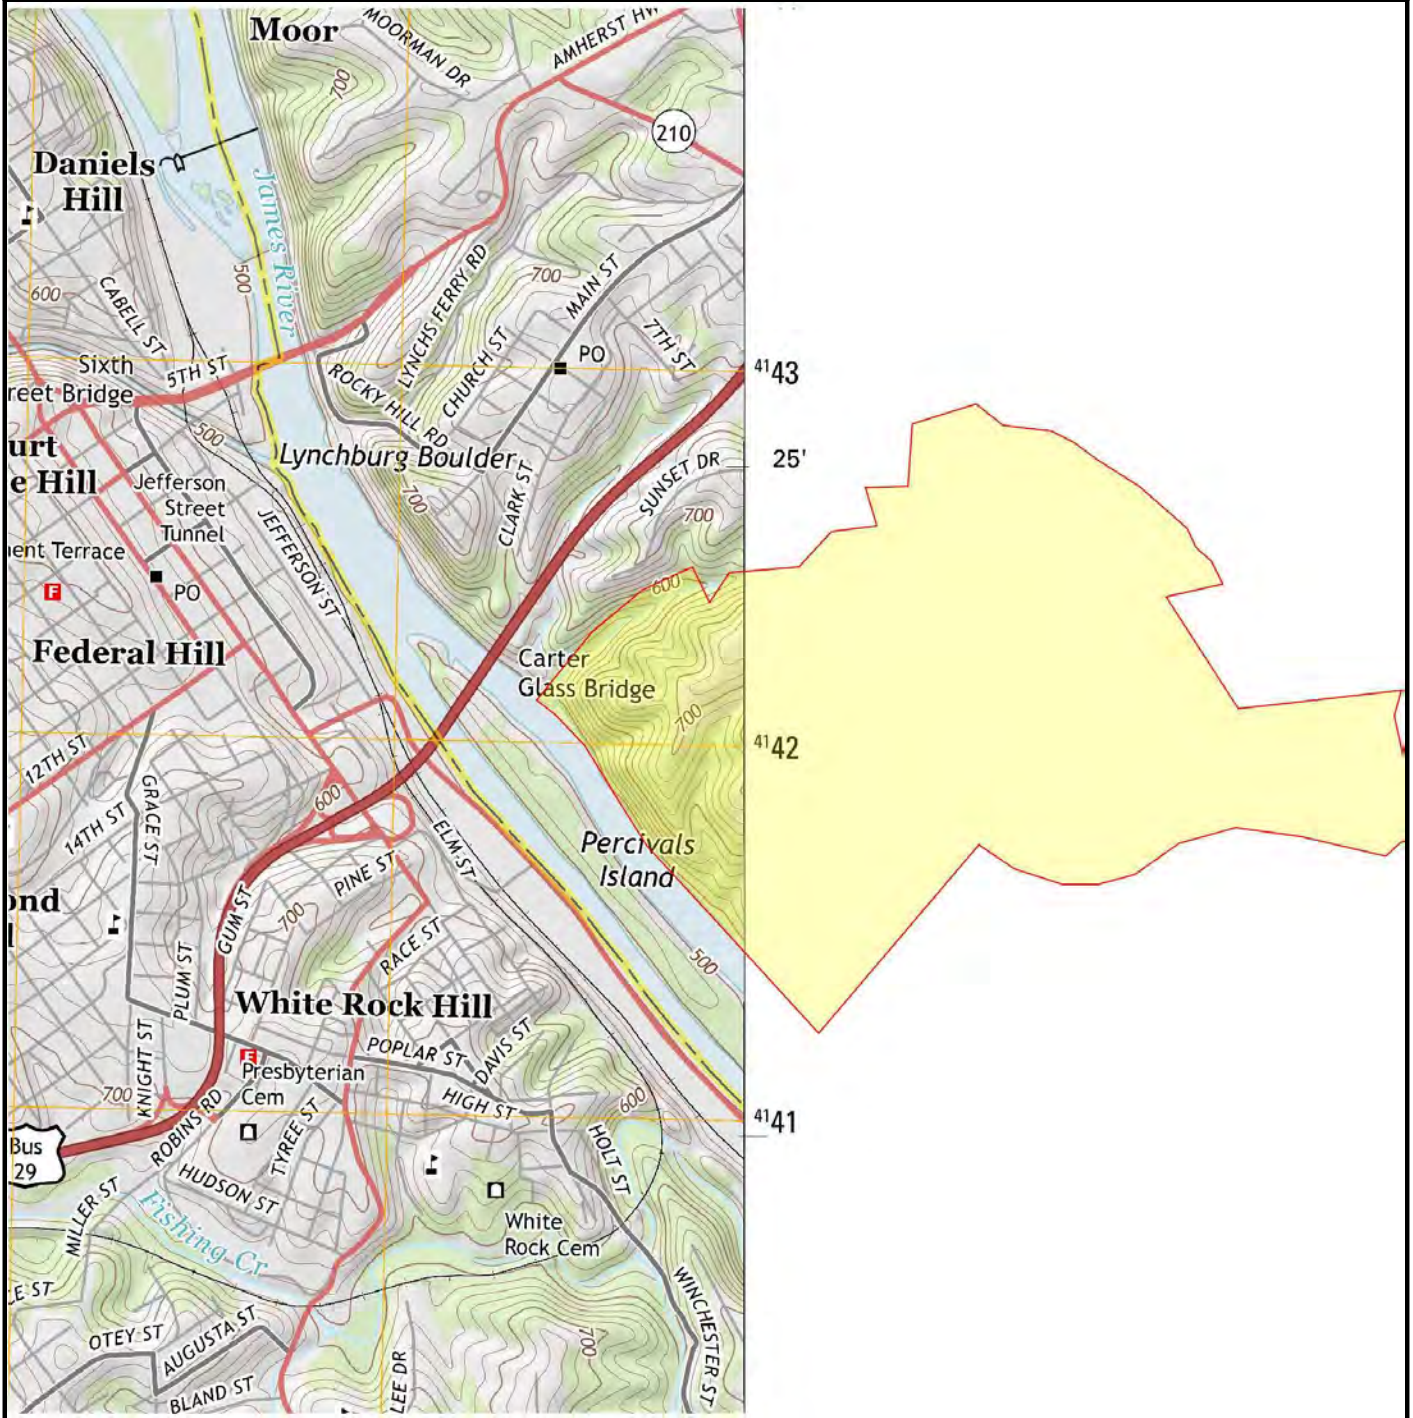 Moor
MOORMAN DR
AMHERST HW
700
210
Daniels
Hill
James River
600
500
CABELL ST
LYNCHS FERRY RD
700
MAIN ST
7TH ST
Sixth
reet Bridge
5TH ST
ROCKY HILL RD
CHURCH ST
PO
4143
500
Lynchburg Boulder
25'
urt
e Hill
Jefferson
Street
Tunnel
JEFFERSON ST
700
CLARK ST
SUNSET DR
700
ent Terrace
F
PO
600
Federal Hill
Carter
Glass Bridge
700
4142
12TH ST
14TH ST
GRACE ST
600
ELM ST
PINE ST
Percivals
Island
ond
l
GUM ST
700
PLUM ST
RACE ST
500
White Rock Hill
KNIGHT ST
F
Presbyterian
Cem
POPLAR ST
DAVIS ST
HIGH ST
600
4141
700
ROBINS RD
TYREE ST
HOLT ST
Bus
29
HUDSON ST
MILLER ST
Fishing Cr
White
Rock Cem
WINCHESTER ST
E ST
OTEY ST
AUGUSTA ST
BLAND ST
LEE DR
700